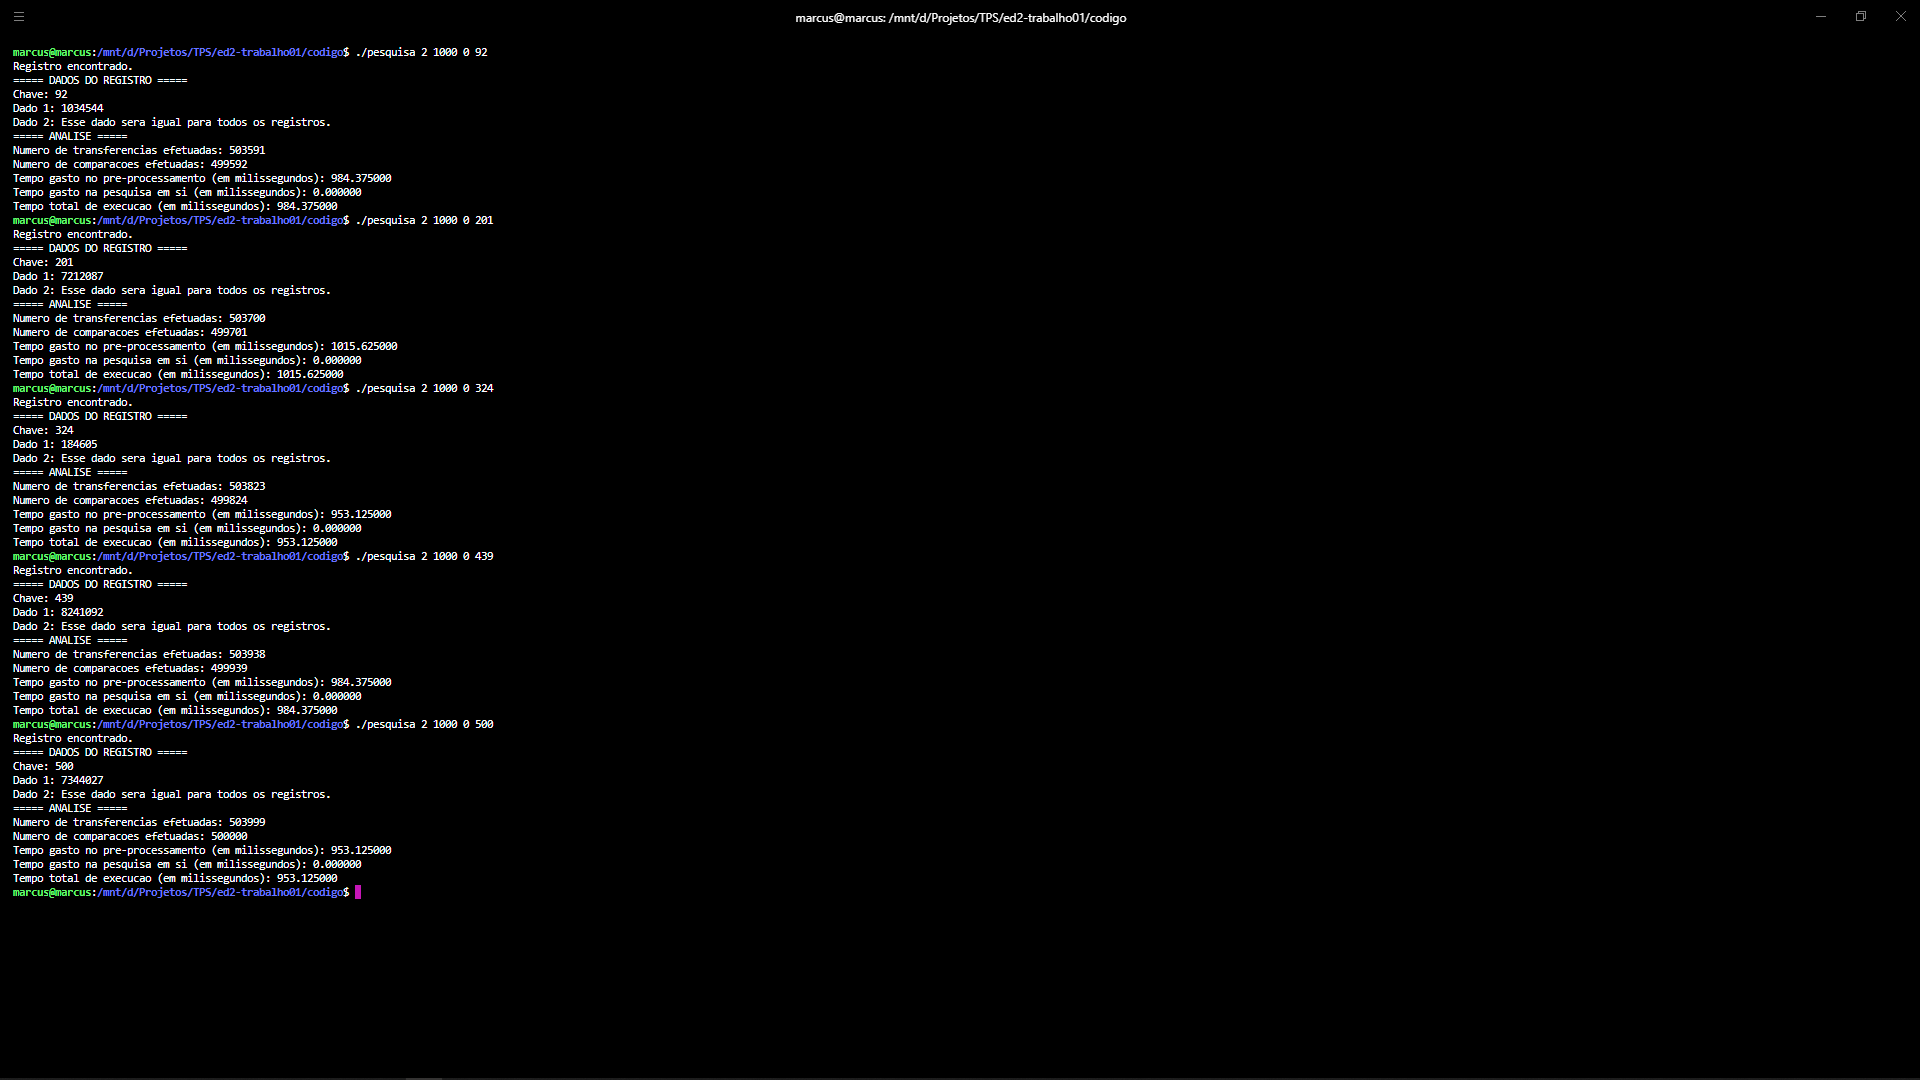 marcus@marcus: /mnt/d/Projetos/TPS/ed2-trabalho01/codigo
marcus@marcus:/mnt/d/Projetos/TPS/ed2-trabalho01/codigo$ ./pesquisa 2 1000 0 92
Registro encontrado.
===== DADOS DO REGISTRO =====
Chave: 92
Dado 1: 1034544
Dado 2: Esse dado sera igual para todos os registros.
===== ANALISE =====
Numero de transferencias efetuadas: 503591
Numero de comparacoes efetuadas: 499592
Tempo gasto no pre-processamento (em milissegundos): 984.375000
Tempo gasto na pesquisa em si (em milissegundos): 0.000000
Tempo total de execucao (em milissegundos): 984.375000
marcus@marcus:/mnt/d/Projetos/TPS/ed2-trabalho01/codigo$ ./pesquisa 2 1000 0 201
Registro encontrado.
===== DADOS DO REGISTRO =====
Chave: 201
Dado 1: 7212087
Dado 2: Esse dado sera igual para todos os registros.
===== ANALISE =====
Numero de transferencias efetuadas: 503700
Numero de comparacoes efetuadas: 499701
Tempo gasto no pre-processamento (em milissegundos): 1015.625000
Tempo gasto na pesquisa em si (em milissegundos): 0.000000
Tempo total de execucao (em milissegundos): 1015.625000
marcus@marcus:/mnt/d/Projetos/TPS/ed2-trabalho01/codigo$ ./pesquisa 2 1000 0 324
Registro encontrado.
===== DADOS DO REGISTRO =====
Chave: 324
Dado 1: 184605
Dado 2: Esse dado sera igual para todos os registros.
===== ANALISE =====
Numero de transferencias efetuadas: 503823
Numero de comparacoes efetuadas: 499824
Tempo gasto no pre-processamento (em milissegundos): 953.125000
Tempo gasto na pesquisa em si (em milissegundos): 0.000000
Tempo total de execucao (em milissegundos): 953.125000
marcus@marcus:/mnt/d/Projetos/TPS/ed2-trabalho01/codigo$ ./pesquisa 2 1000 0 439
Registro encontrado.
===== DADOS DO REGISTRO =====
Chave: 439
Dado 1: 8241092
Dado 2: Esse dado sera igual para todos os registros.
===== ANALISE =====
Numero de transferencias efetuadas: 503938
Numero de comparacoes efetuadas: 499939
Tempo gasto no pre-processamento (em milissegundos): 984.375000
Tempo gasto na pesquisa em si (em milissegundos): 0.000000
Tempo total de execucao (em milissegundos): 984.375000
marcus@marcus:/mnt/d/Projetos/TPS/ed2-trabalho01/codigo$ ./pesquisa 2 1000 0 500
Registro encontrado.
===== DADOS DO REGISTRO =====
Chave: 500
Dado 1: 7344027
Dado 2: Esse dado sera igual para todos os registros.
===== ANALISE =====
Numero de transferencias efetuadas: 503999
Numero de comparacoes efetuadas: 500000
Tempo gasto no pre-processamento (em milissegundos): 953.125000
Tempo gasto na pesquisa em si (em milissegundos): 0.000000
Tempo total de execucao (em milissegundos): 953.125000
marcus@marcus:/mnt/d/Projetos/TPS/ed2-trabalho01/codigo$